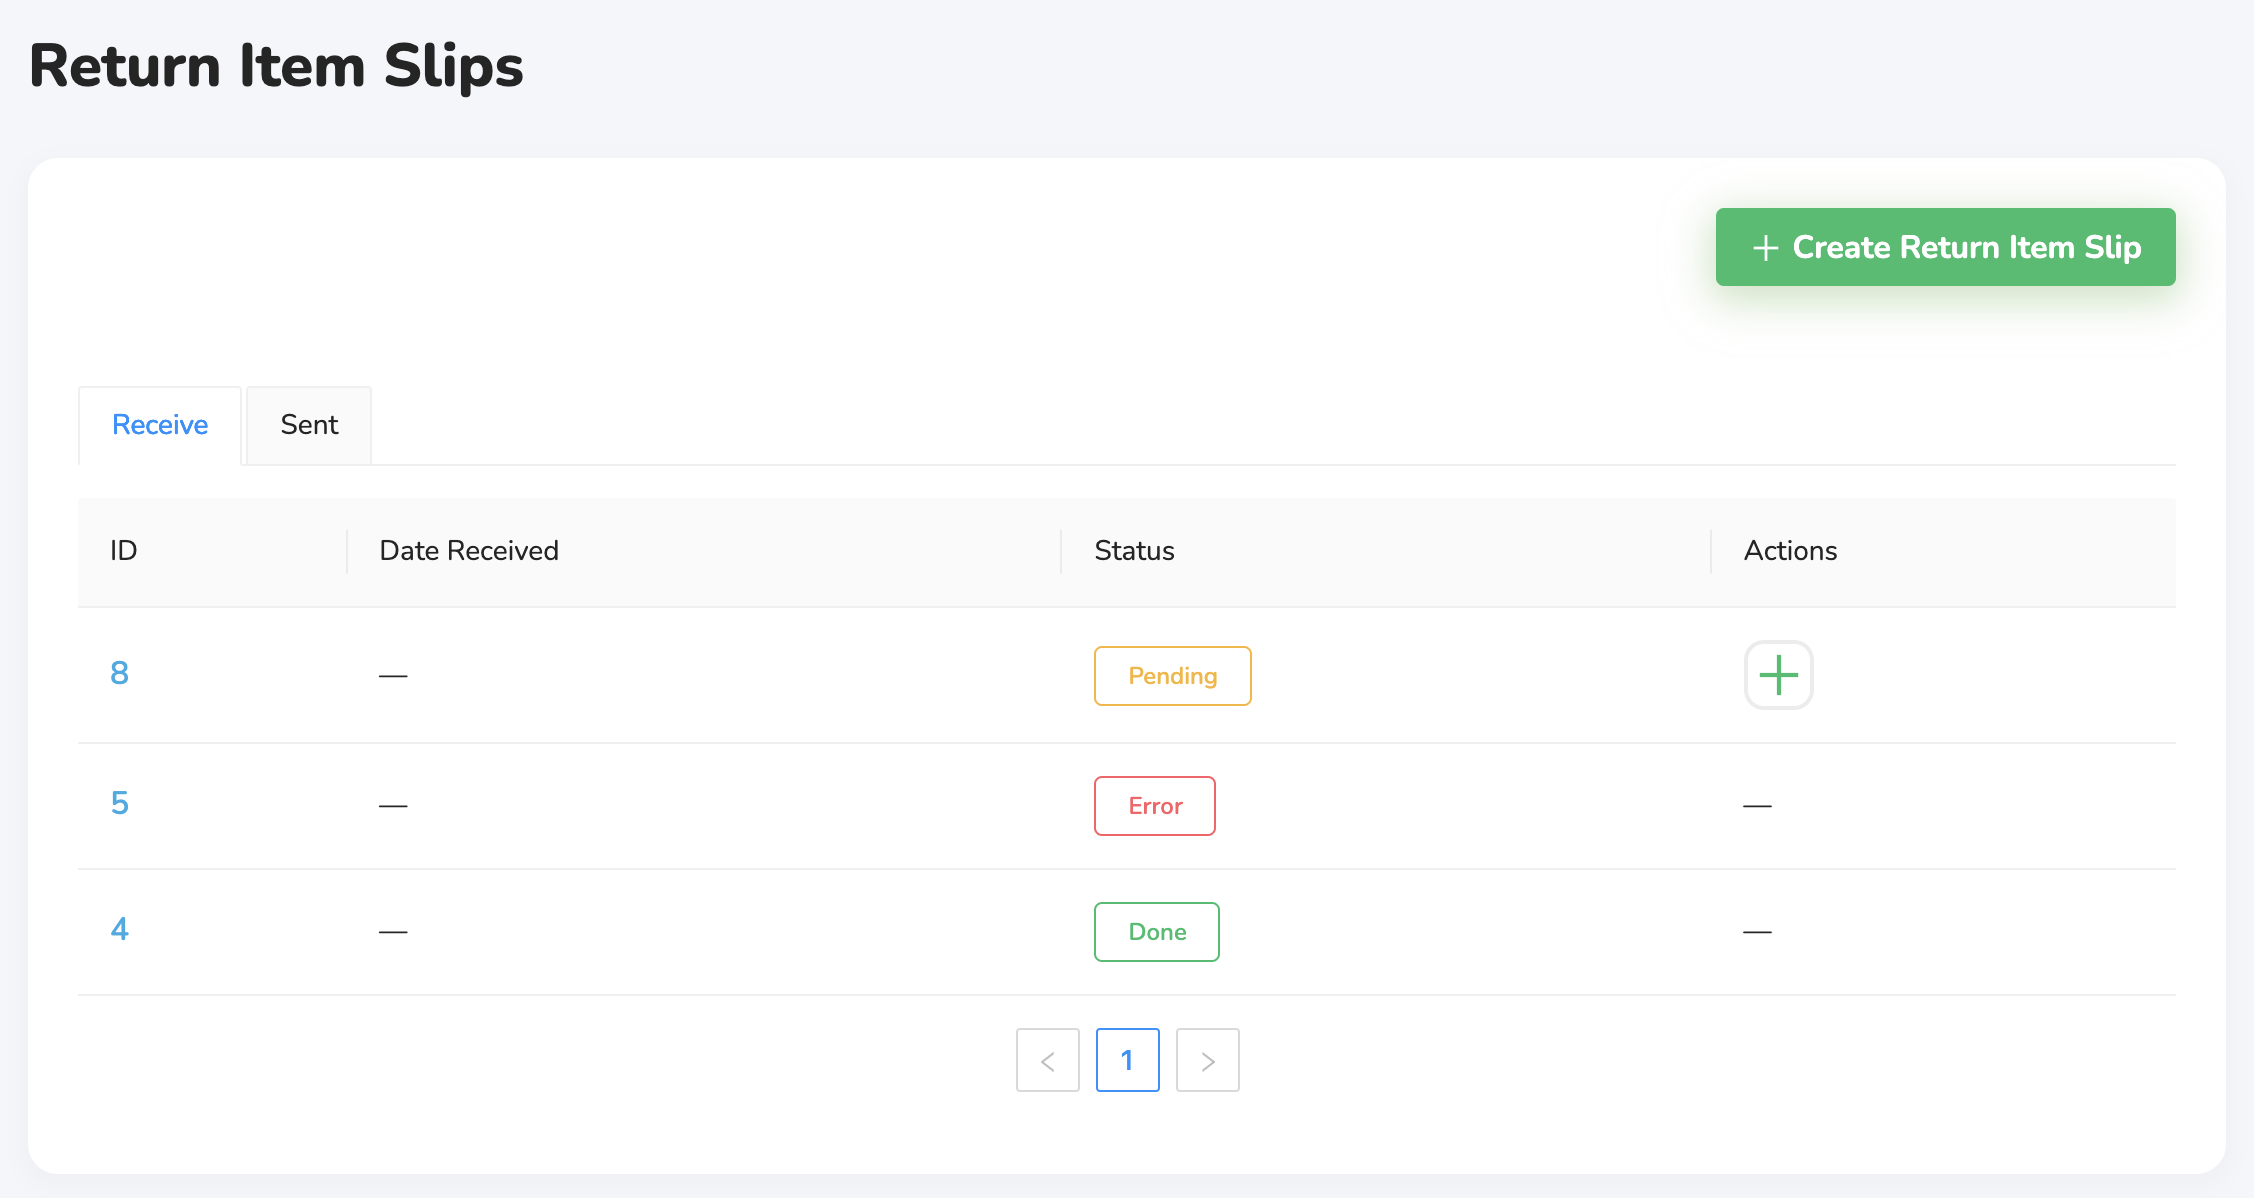 Return Item Slips
+ Create Return Item Slip
Receive Sent
ID Date Received Status Actions
8 — Pending +
5 — Error —
4 — Done —
< 1 >